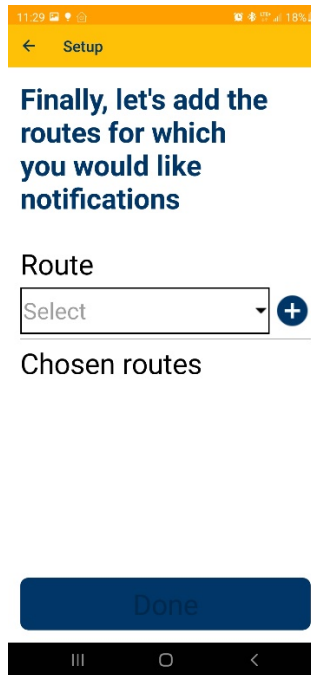 11:29
18%
Setup
Finally, let's add the
routes for which
you would like
notifications
Route
Select
Chosen routes
Done